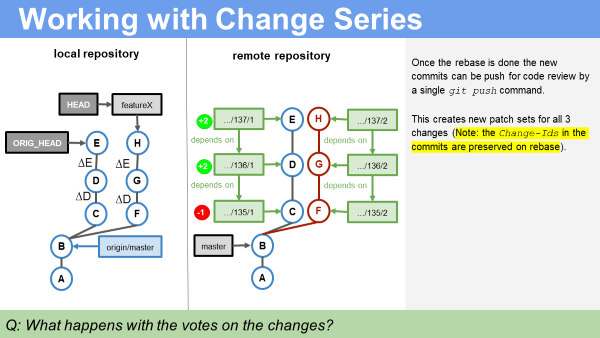 Working with Change Series
local repository
remote repository
HEAD
featureX
ORIG_HEAD
E
H
ΔE
ΔE
D
G
ΔD
ΔD
C
F
B
origin/master
A
+2
.../137/1
E
H
.../137/2
depends on
depends on
+2
.../136/1
D
G
.../136/2
depends on
depends on
-1
.../135/1
C
F
.../135/2
master
B
A
Once the rebase is done the new
commits can be push for code review by
a single git push command.
This creates new patch sets for all 3
changes (Note: the Change-Ids in the
commits are preserved on rebase).
Q: What happens with the votes on the changes?